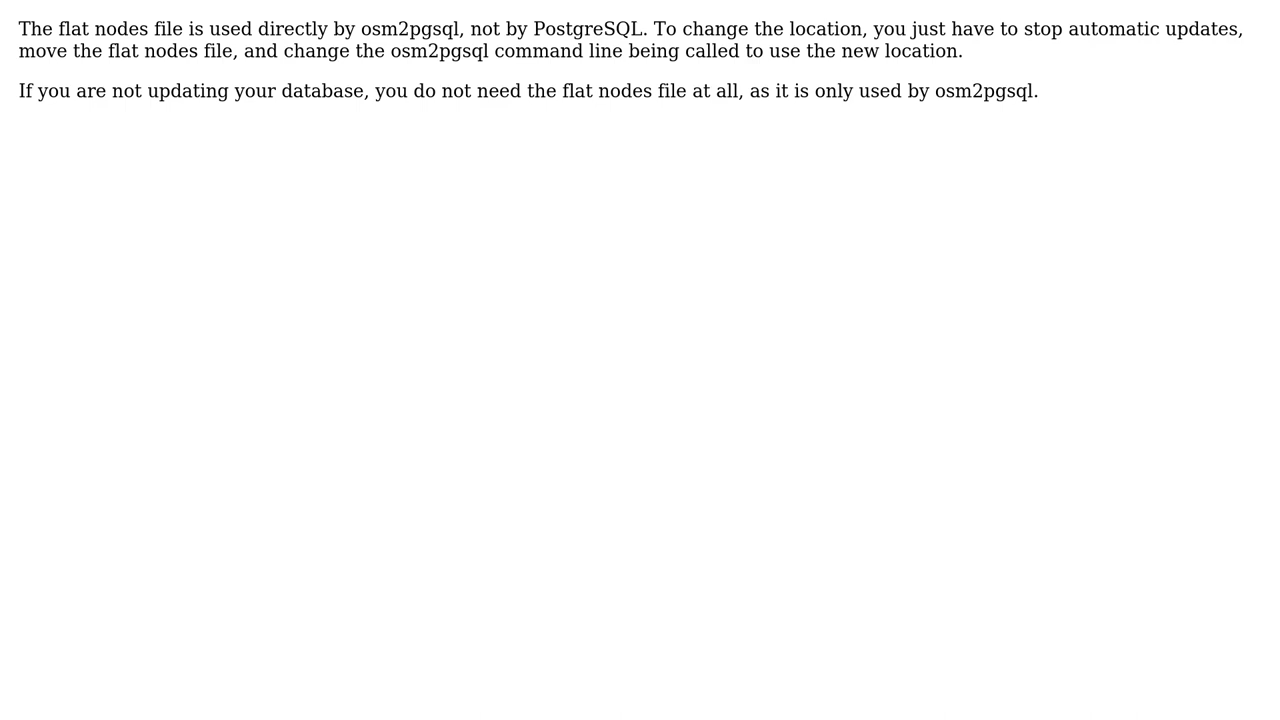 The flat nodes file is used directly by osm2pgsql, not by PostgreSQL. To change the location, you just have to stop automatic updates,
move the flat nodes file, and change the osm2pgsql command line being called to use the new location.
If you are not updating your database, you do not need the flat nodes file at all, as it is only used by osm2pgsql.